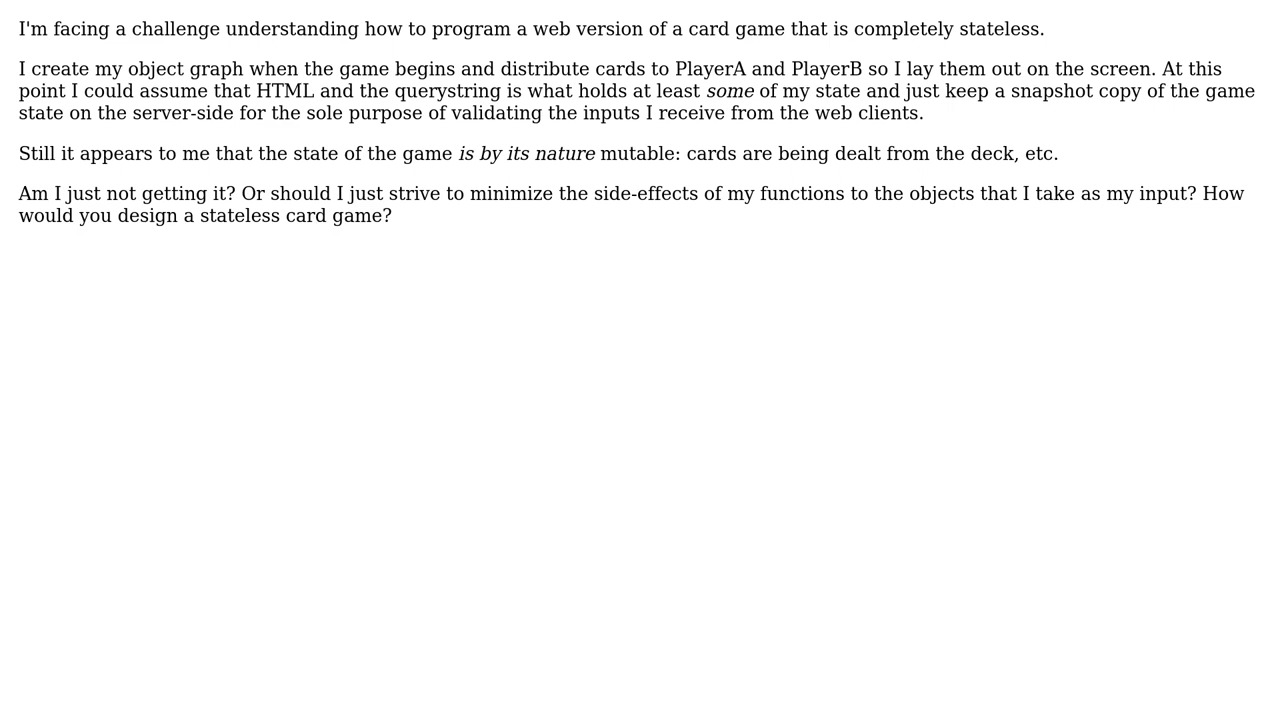 I'm facing a challenge understanding how to program a web version of a card game that is completely stateless.
I create my object graph when the game begins and distribute cards to PlayerA and PlayerB so I lay them out on the screen. At this
point I could assume that HTML and the querystring is what holds at least some of my state and just keep a snapshot copy of the game
state on the server-side for the sole purpose of validating the inputs I receive from the web clients.
Still it appears to me that the state of the game is by its nature mutable: cards are being dealt from the deck, etc.
Am I just not getting it? Or should I just strive to minimize the side-effects of my functions to the objects that I take as my input? How
would you design a stateless card game?